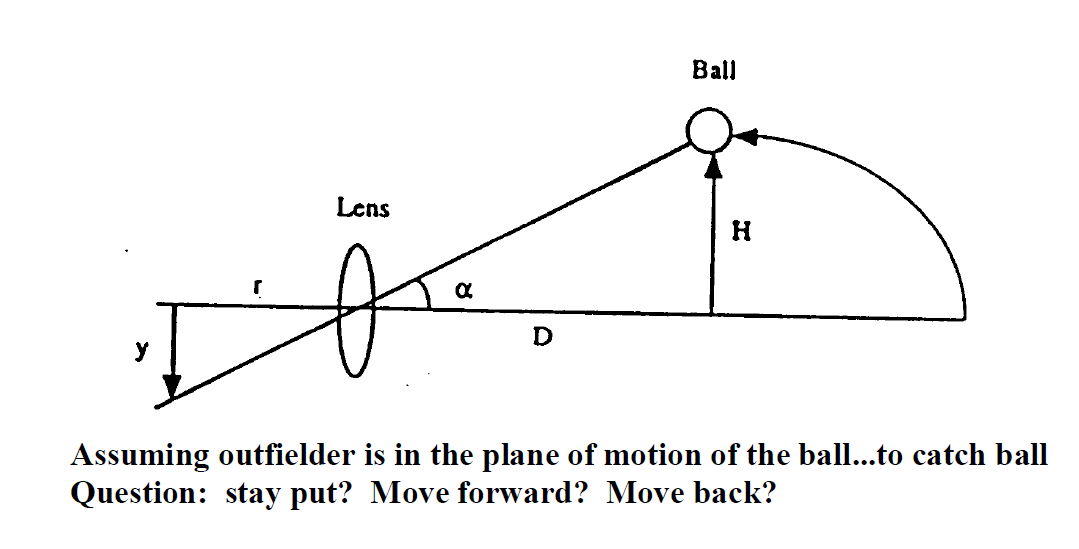 Ball
Lens
H
r
α
D
y
Assuming outfielder is in the plane of motion of the ball...to catch ball
Question: stay put? Move forward? Move back?